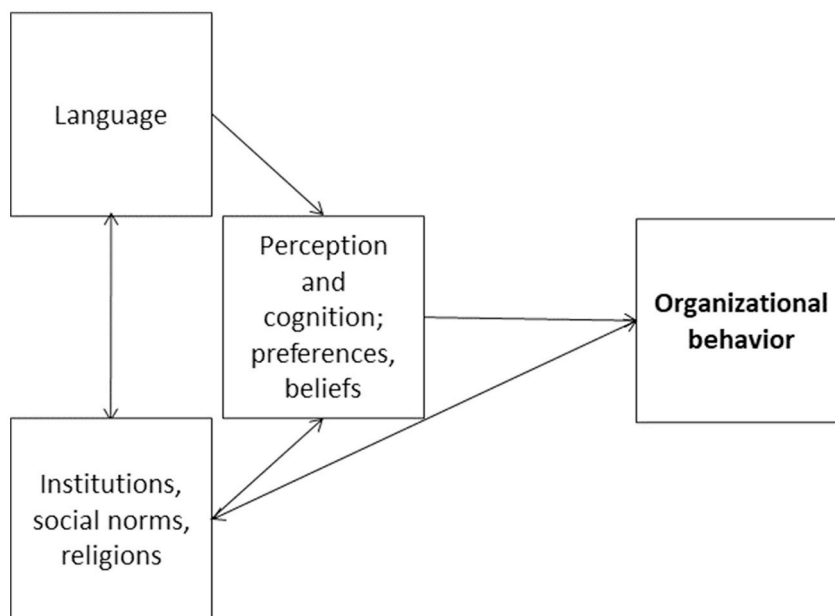 Language
Perception
and
cognition;
preferences,
beliefs
Organizational
behavior
Institutions,
social norms,
religions